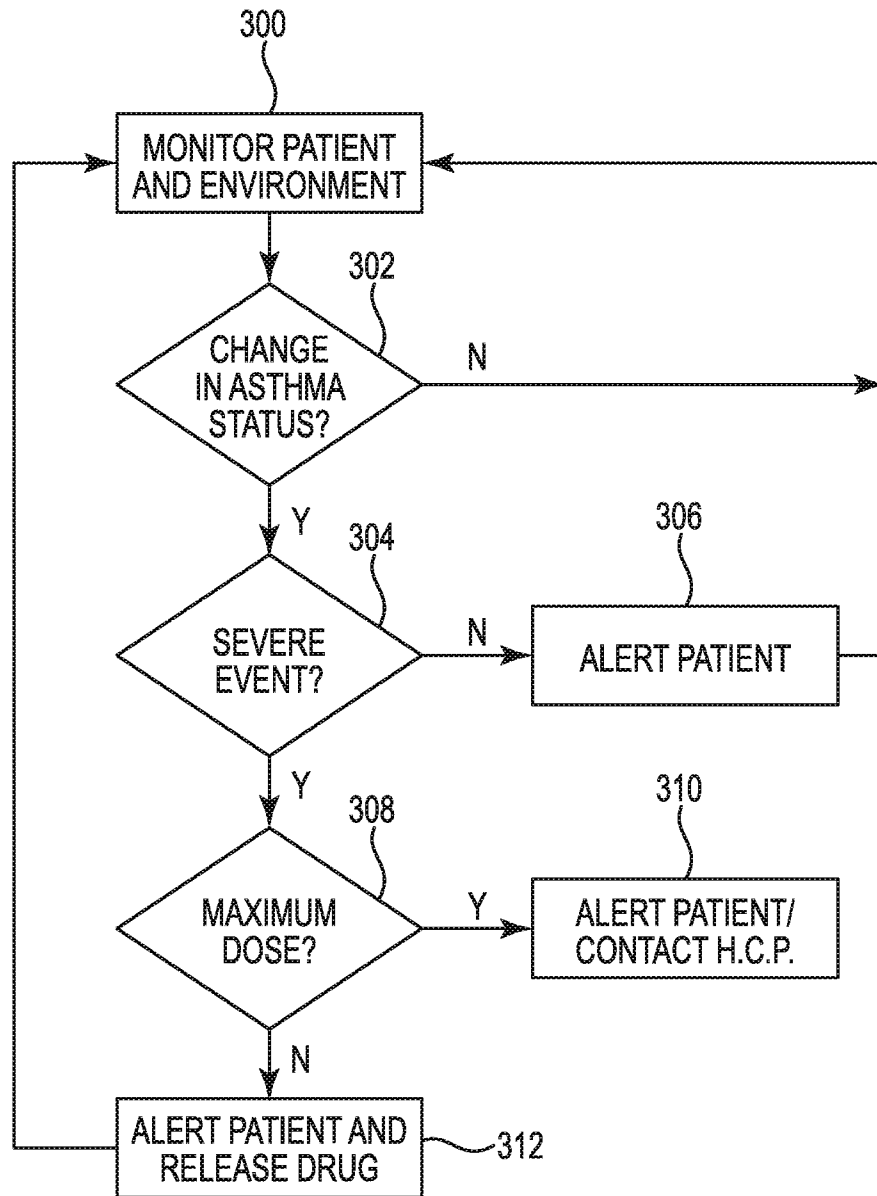 300
MONITOR PATIENT
AND ENVIRONMENT
302
CHANGE
IN ASTHMA
STATUS?
N
Y
304
306
SEVERE
EVENT?
N
ALERT PATIENT
Y
308
310
MAXIMUM
DOSE?
Y
ALERT PATIENT/
CONTACT H.C.P.
N
ALERT PATIENT AND
RELEASE DRUG
312